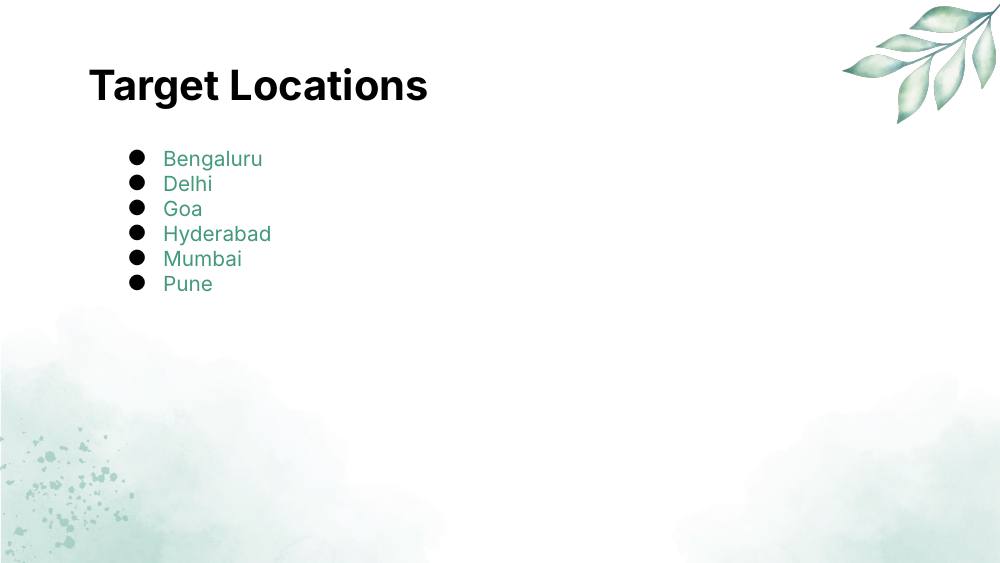 Target Locations
● Bengaluru
● Delhi
● Goa
● Hyderabad
● Mumbai
● Pune